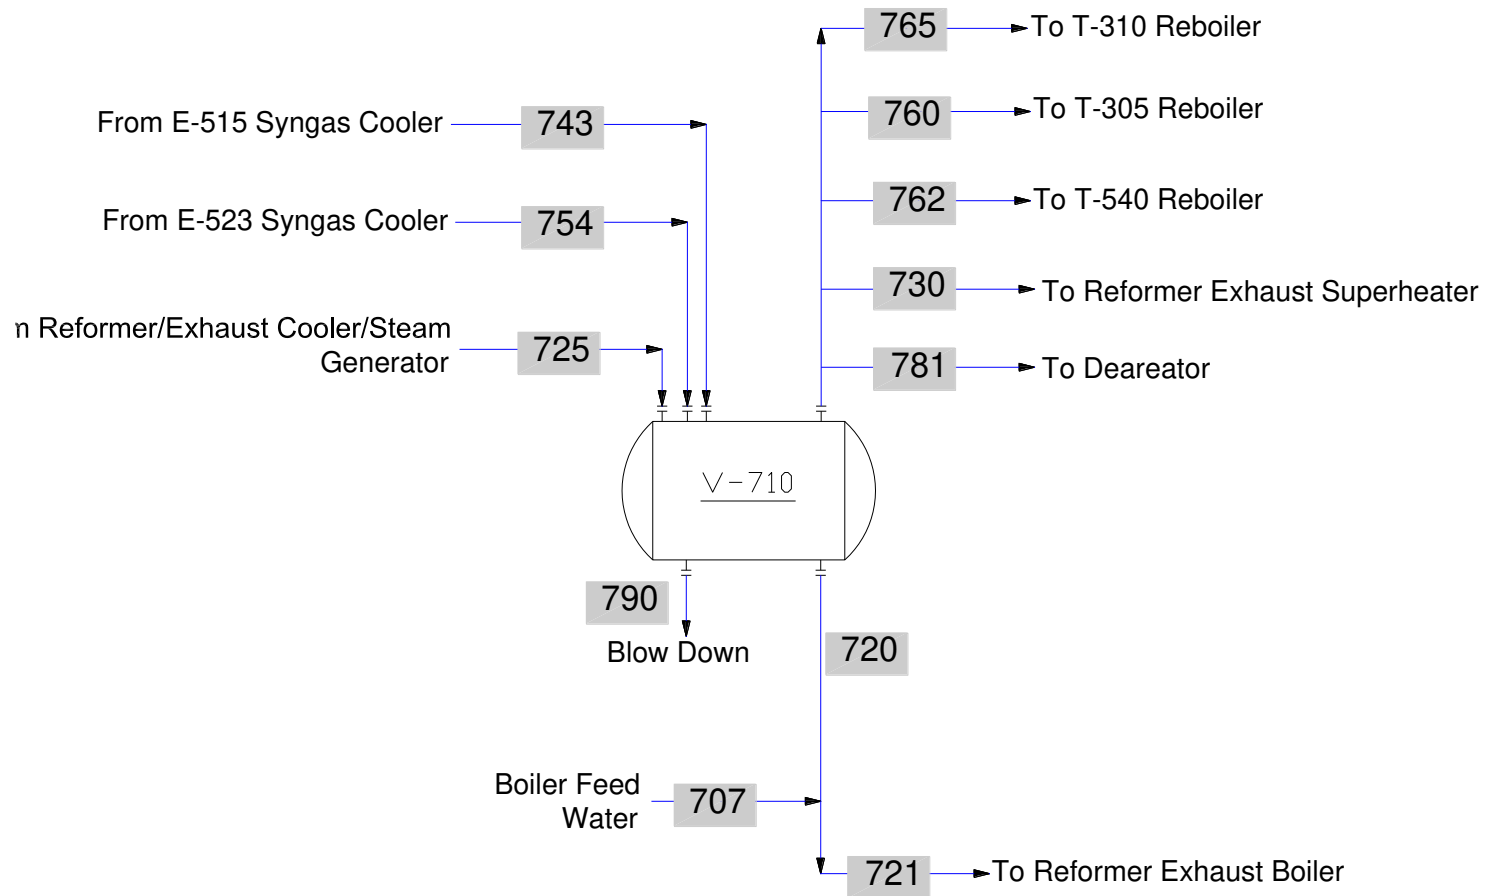 765 To T-310 Reboiler
From E-515 Syngas Cooler 743 760 To T-305 Reboiler
From E-523 Syngas Cooler 754 762 To T-540 Reboiler
730 To Reformer Exhaust Superheater
Reformer/Exhaust Cooler/Steam
Generator 725 781 To Deareator
V-710
790
Blow Down 720
Boiler Feed
Water 707
721 To Reformer Exhaust Boiler